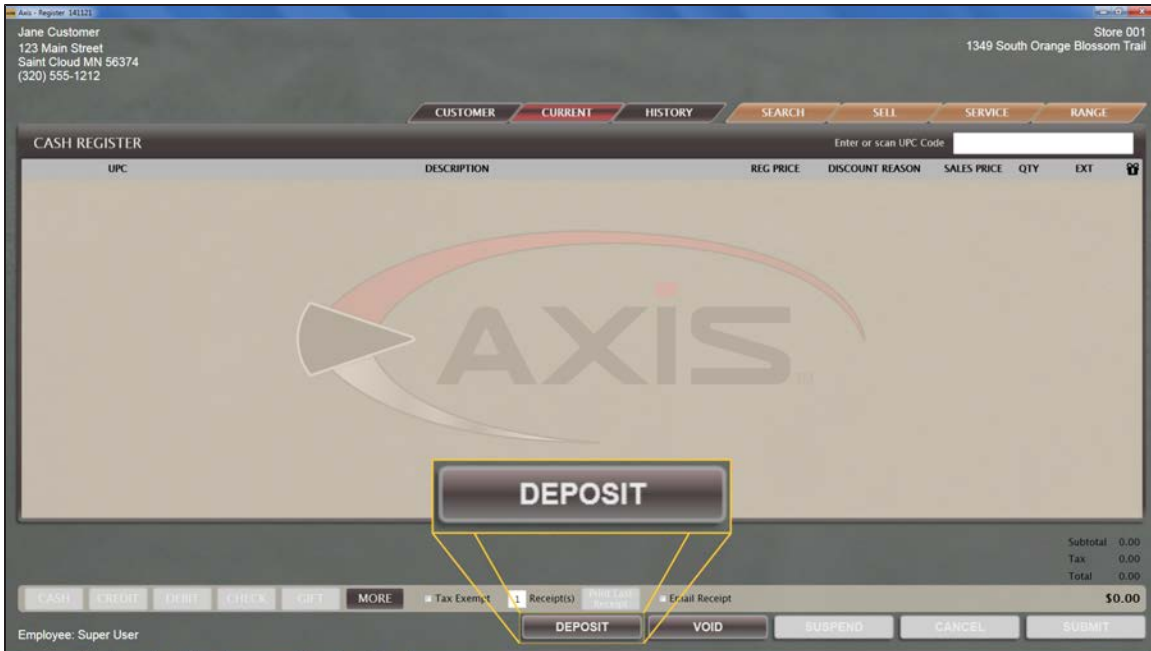 Axis - Register 141121
Jane Customer
123 Main Street
Saint Cloud MN 56374
(320) 555-1212
Store 001
1349 South Orange Blossom Trail
CUSTOMER CURRENT HISTORY SEARCH SELL SERVICE RANGE
CASH REGISTER Enter or scan UPC Code
UPC DESCRIPTION REG PRICE DISCOUNT REASON SALES PRICE QTY EXT
AXIS
DEPOSIT
Subtotal 0.00
Tax 0.00
Total 0.00
CASH CREDIT DEBIT CHECK GIFT MORE Tax Exempt 1 Receipt(s) Print Last Receipt Email Receipt $0.00
Employee: Super User DEPOSIT VOID SUSPEND CANCEL SUBMIT